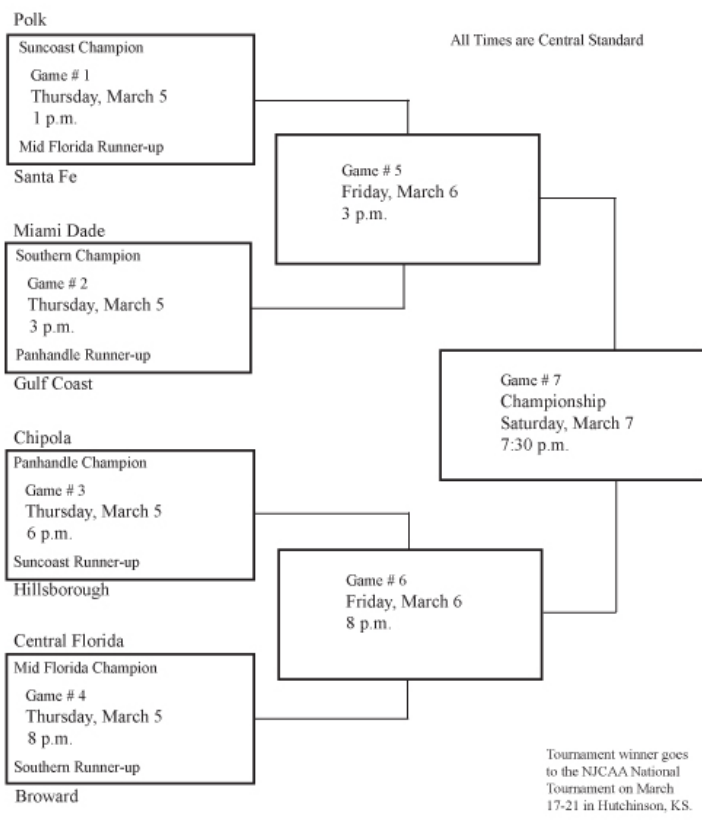 Polk
All Times are Central Standard
Suncoast Champion
Game # 1
Thursday, March 5
1 p.m.
Mid Florida Runner-up
Santa Fe
Game # 5
Friday, March 6
3 p.m.
Miami Dade
Southern Champion
Game # 2
Thursday, March 5
3 p.m.
Panhandle Runner-up
Gulf Coast
Game # 7
Championship
Saturday, March 7
7:30 p.m.
Chipola
Panhandle Champion
Game # 3
Thursday, March 5
6 p.m.
Suncoast Runner-up
Hillsborough
Game # 6
Friday, March 6
8 p.m.
Central Florida
Mid Florida Champion
Game # 4
Thursday, March 5
8 p.m.
Southern Runner-up
Broward
Tournament winner goes
to the NJCAA National
Tournament on March
17-21 in Hutchinson, KS.